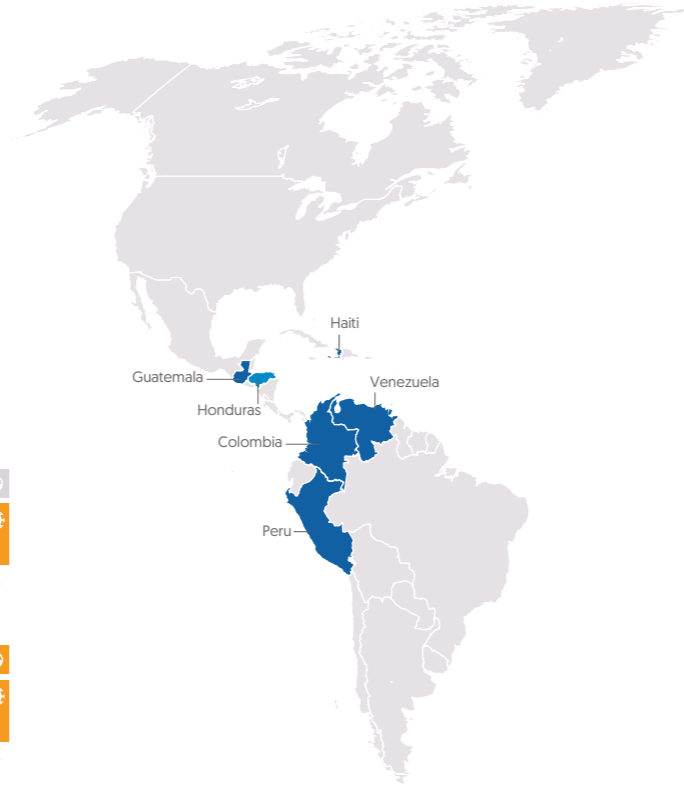 Haiti
Guatemala
Venezuela
Honduras
Colombia
Peru